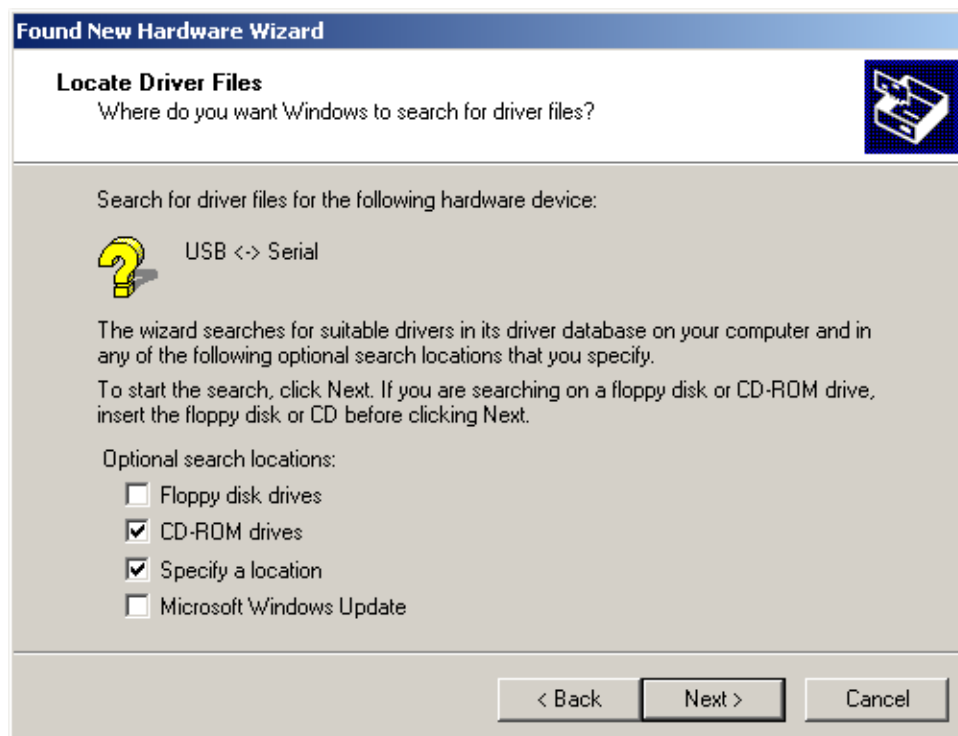 Found New Hardware Wizard
Locate Driver Files
Where do you want Windows to search for driver files?
Search for driver files for the following hardware device:
USB <-> Serial
The wizard searches for suitable drivers in its driver database on your computer and in
any of the following optional search locations that you specify.
To start the search, click Next. If you are searching on a floppy disk or CD-ROM drive,
insert the floppy disk or CD before clicking Next.
Optional search locations:
Floppy disk drives
CD-ROM drives
Specify a location
Microsoft Windows Update
< Back Next > Cancel